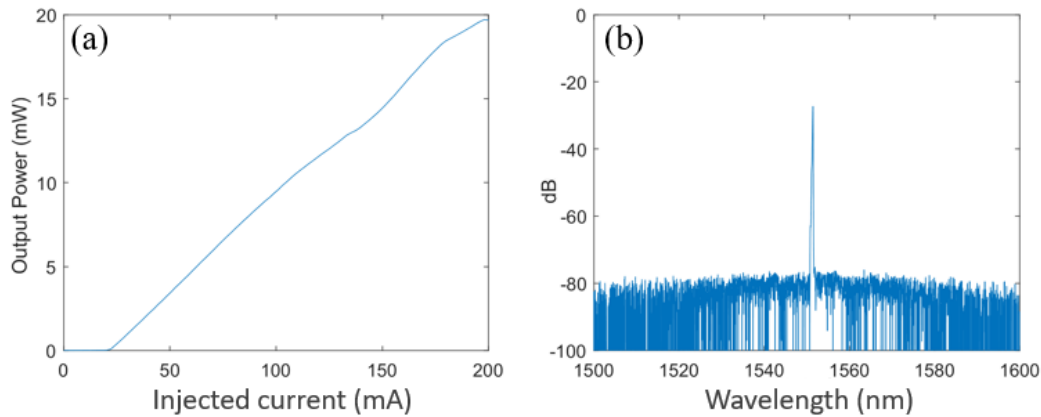 (a)
20
15
10
5
0
0 50 100 150 200
Output Power (mW)
Injected current (mA)
(b)
0
-20
-40
-60
-80
-100
1500 1520 1540 1560 1580 1600
dB
Wavelength (nm)